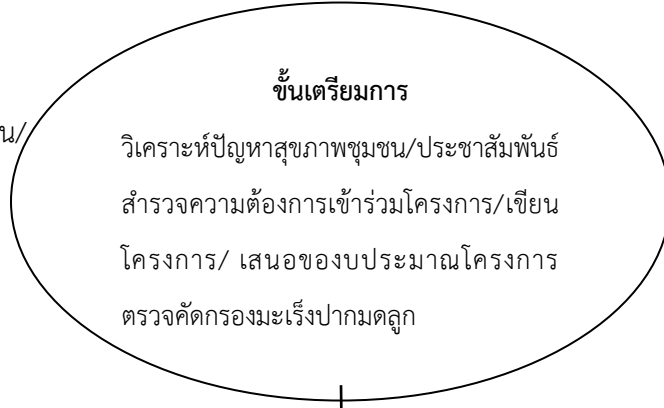 ขั้นเตรียมการ
น/
วิเคราะห์ปัญหาสุขภาพชุมชน/ประชาสัมพันธ์
สำรวจความต้องการเข้าร่วมโครงการ/เขียน
โครงการ/ เสนอของบประมาณโครงการ
ตรวจคัดกรองมะเร็งปากมดลูก